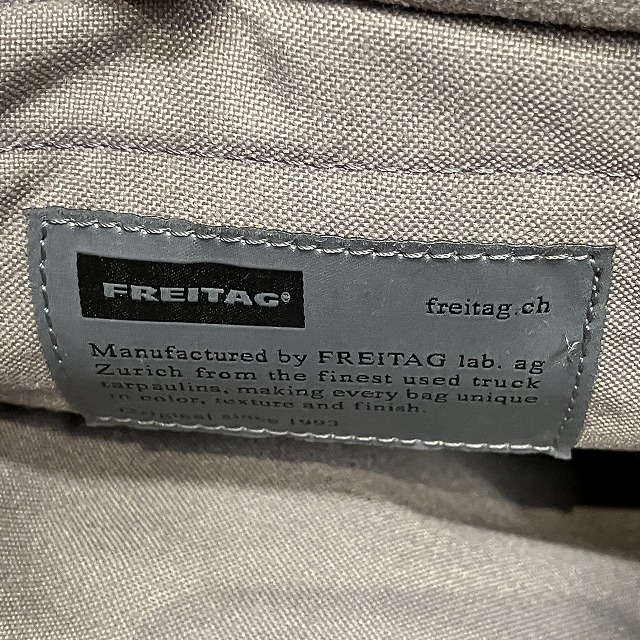 FREITAG®
freitag.ch
Manufactured by FREITAG lab. ag
Zurich from the finest used truck
tarpaulins, making every bag unique
in color, texture and finish.
Original since 1993